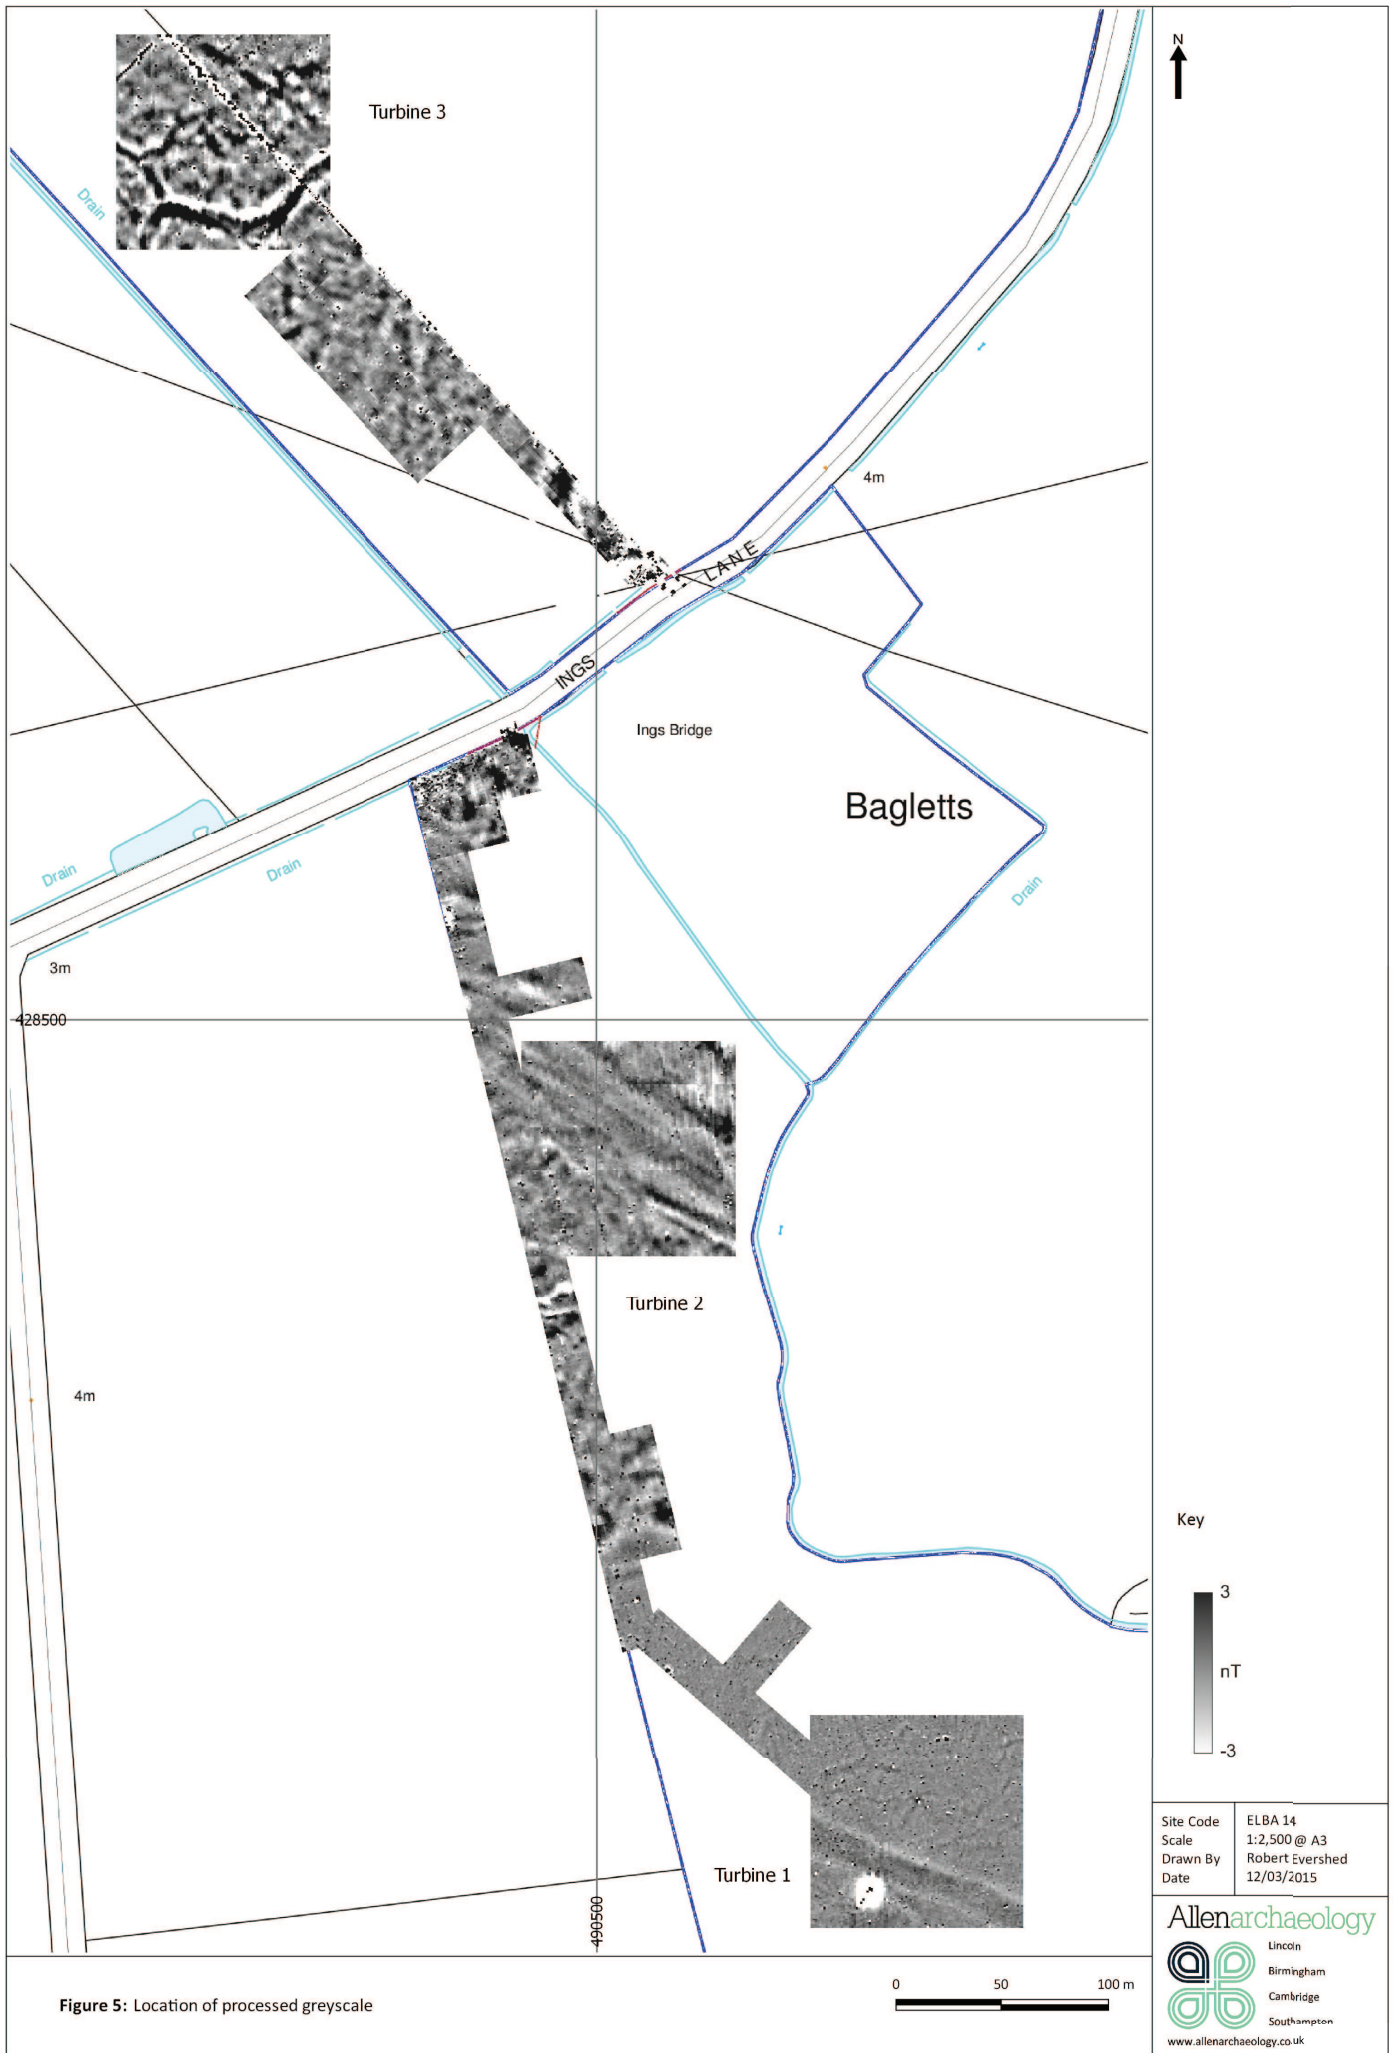 N
Turbine 3
Drain
4m
LANE
INGS
Ings Bridge
Bagletts
Drain
Drain
Drain
3m
428500
Turbine 2
4m
Key
3
nT
-3
Turbine 1
490500
Site Code ELBA 14
Scale 1:2,500 @ A3
Drawn By Robert Evershed
Date 12/03/2015
Allenarchaeology
Lincoln
Birmingham
Cambridge
Southampton
www.allenarchaeology.co.uk
0 50 100 m
Figure 5: Location of processed greyscale